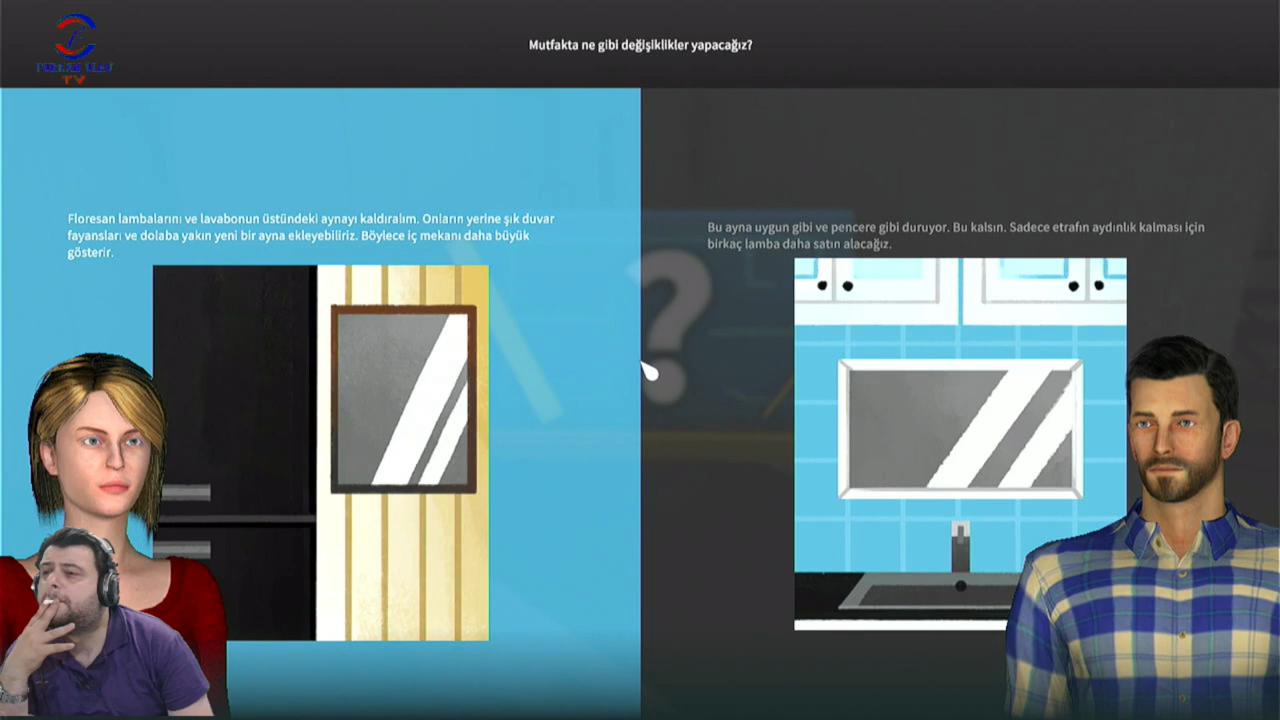 Mutfakta ne gibi değişiklikler yapacağız?
Floresan lambalarını ve lavabonun üstündeki aynayı kaldıralım. Onların yerine şık duvar
fayansları ve dolaba yakın yeni bir ayna ekleyebiliriz. Böylece iç mekanı daha büyük
gösterir.
Bu ayna uygun gibi ve pencere gibi duruyor. Bu kalsın. Sadece etrafın aydınlık kalması için
birkaç lamba daha satın alacağız.
TV